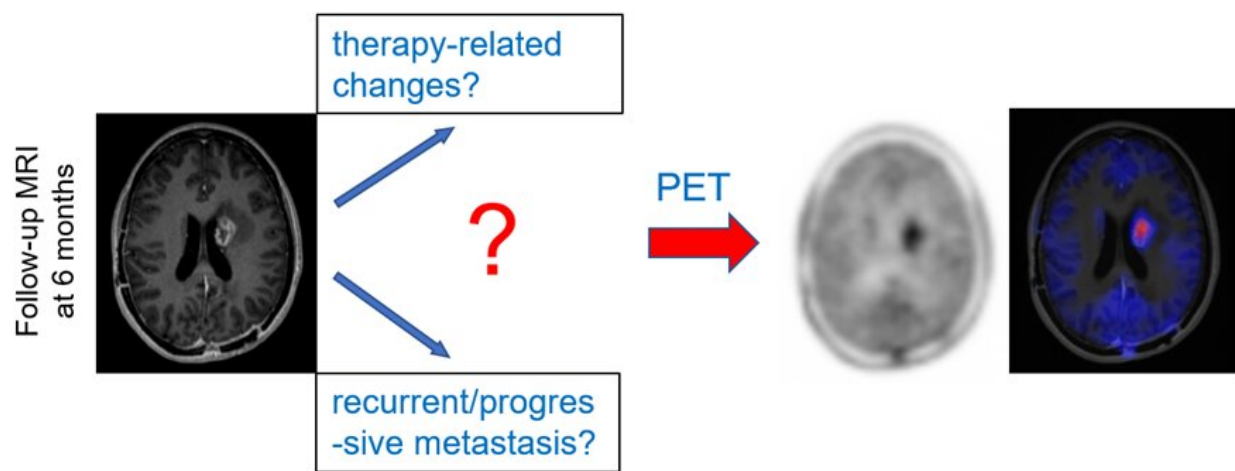 Follow-up MRI
at 6 months
therapy-related
changes?
?
recurrent/progres
-sive metastasis?
PET